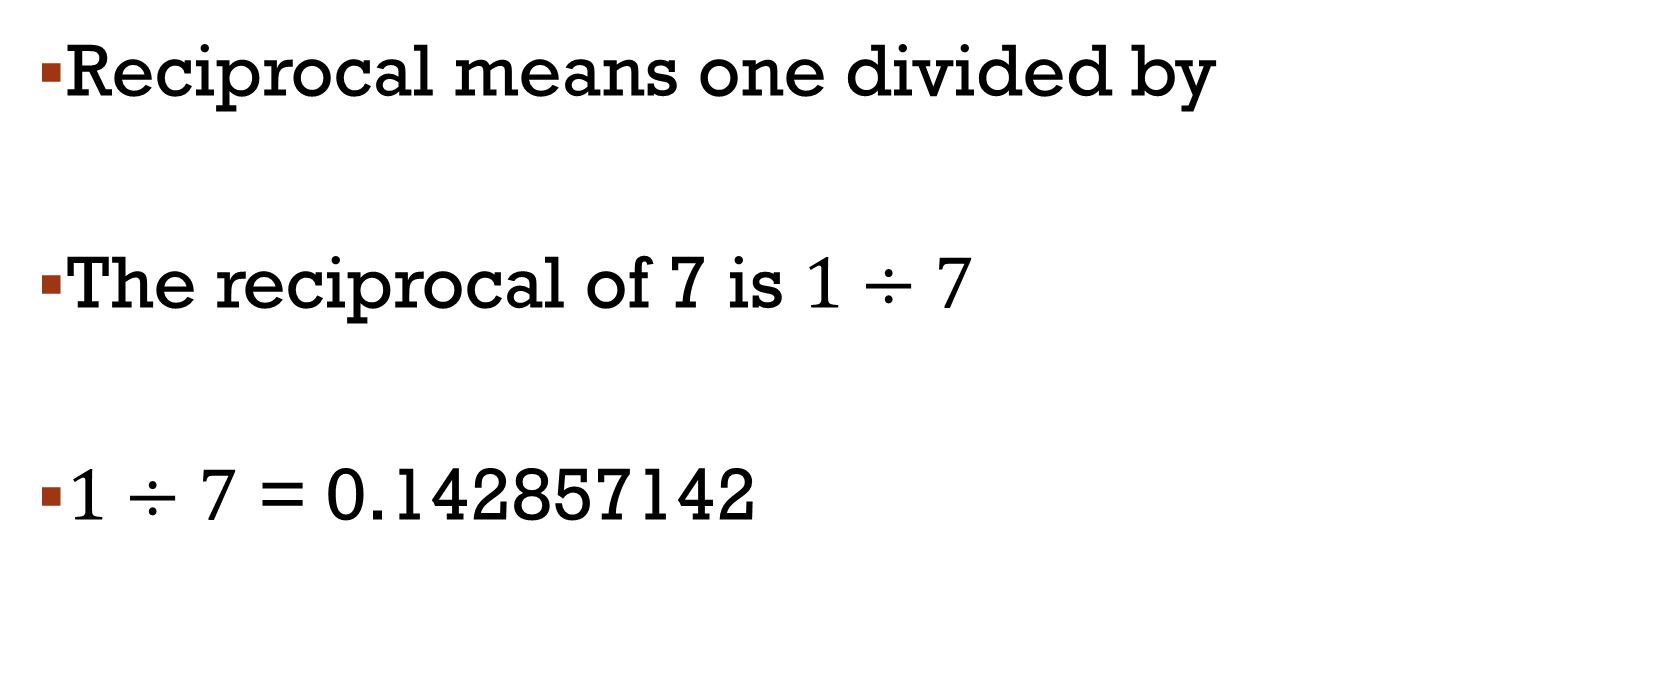 ▪Reciprocal means one divided by
▪The reciprocal of 7 is 1 ÷ 7
▪1 ÷ 7 = 0.142857142